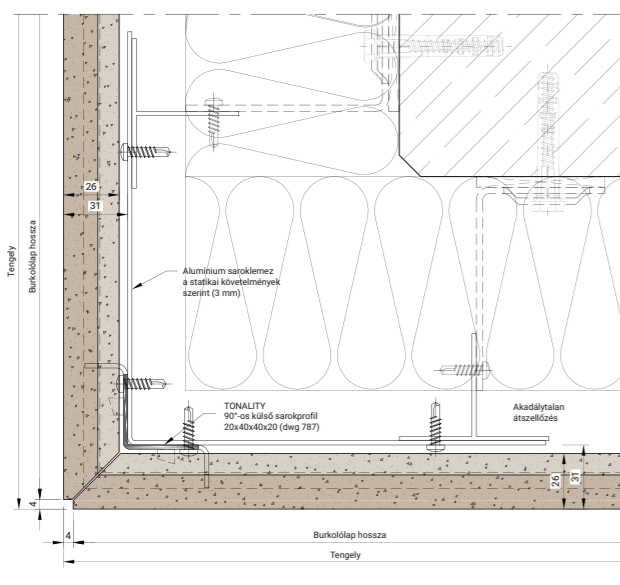 26
31
Tengely
Burkolólap hossza
Alumínium saroklemez
a statikai követelmények
szerint (3 mm)
TONALITY
90°-os külső sarokprofil
20x40x40x20 (dwg 787)
Akadálytalan
átszellőzés
26
31
4
4
Burkolólap hossza
Tengely